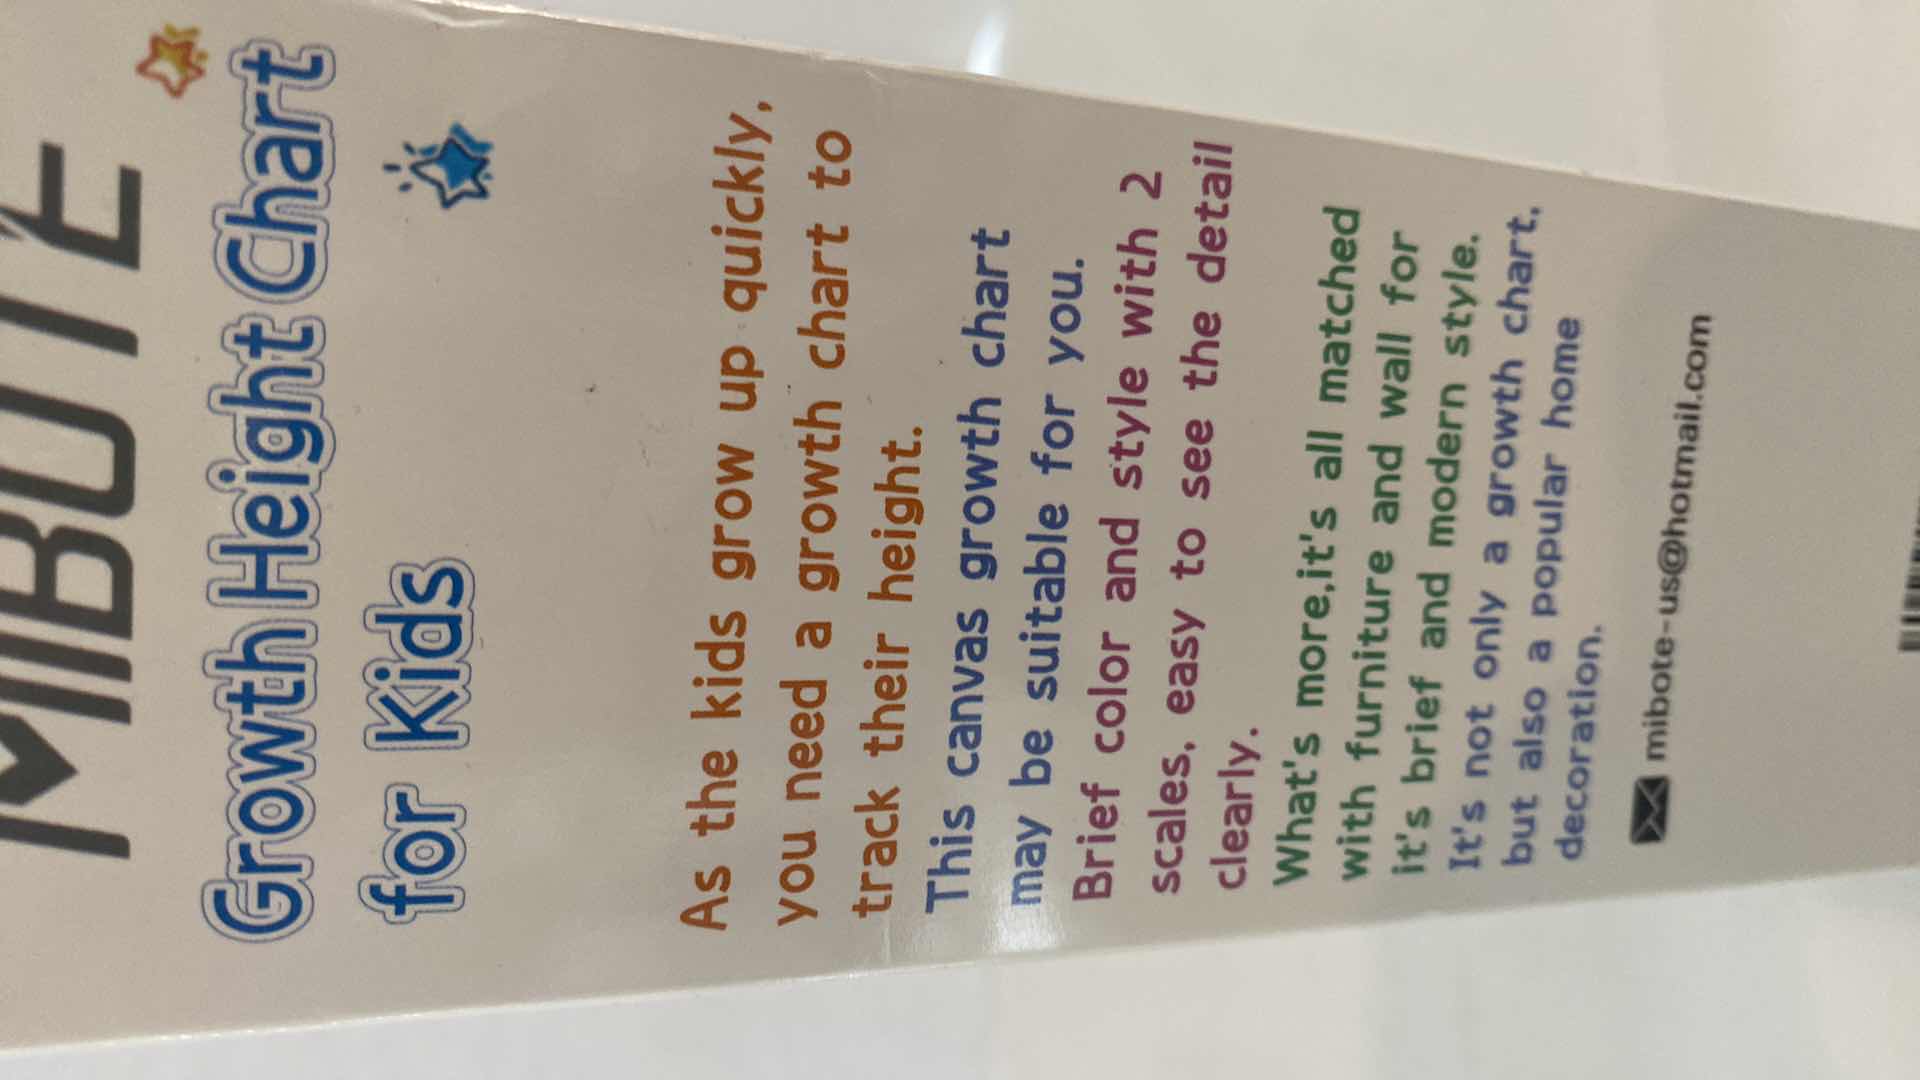 MIBOTE
Growth Height Chart
for Kids
As the kids grow up quickly,
you need a growth chart to
track their height.
This canvas growth chart
may be suitable for you.
Brief color and style with 2
scales, easy to see the detail
clearly.
What's more,it's all matched
with furniture and wall for
it's brief and modern style.
It's not only a growth chart,
but also a popular home
decoration.
mibote-us@hotmail.com